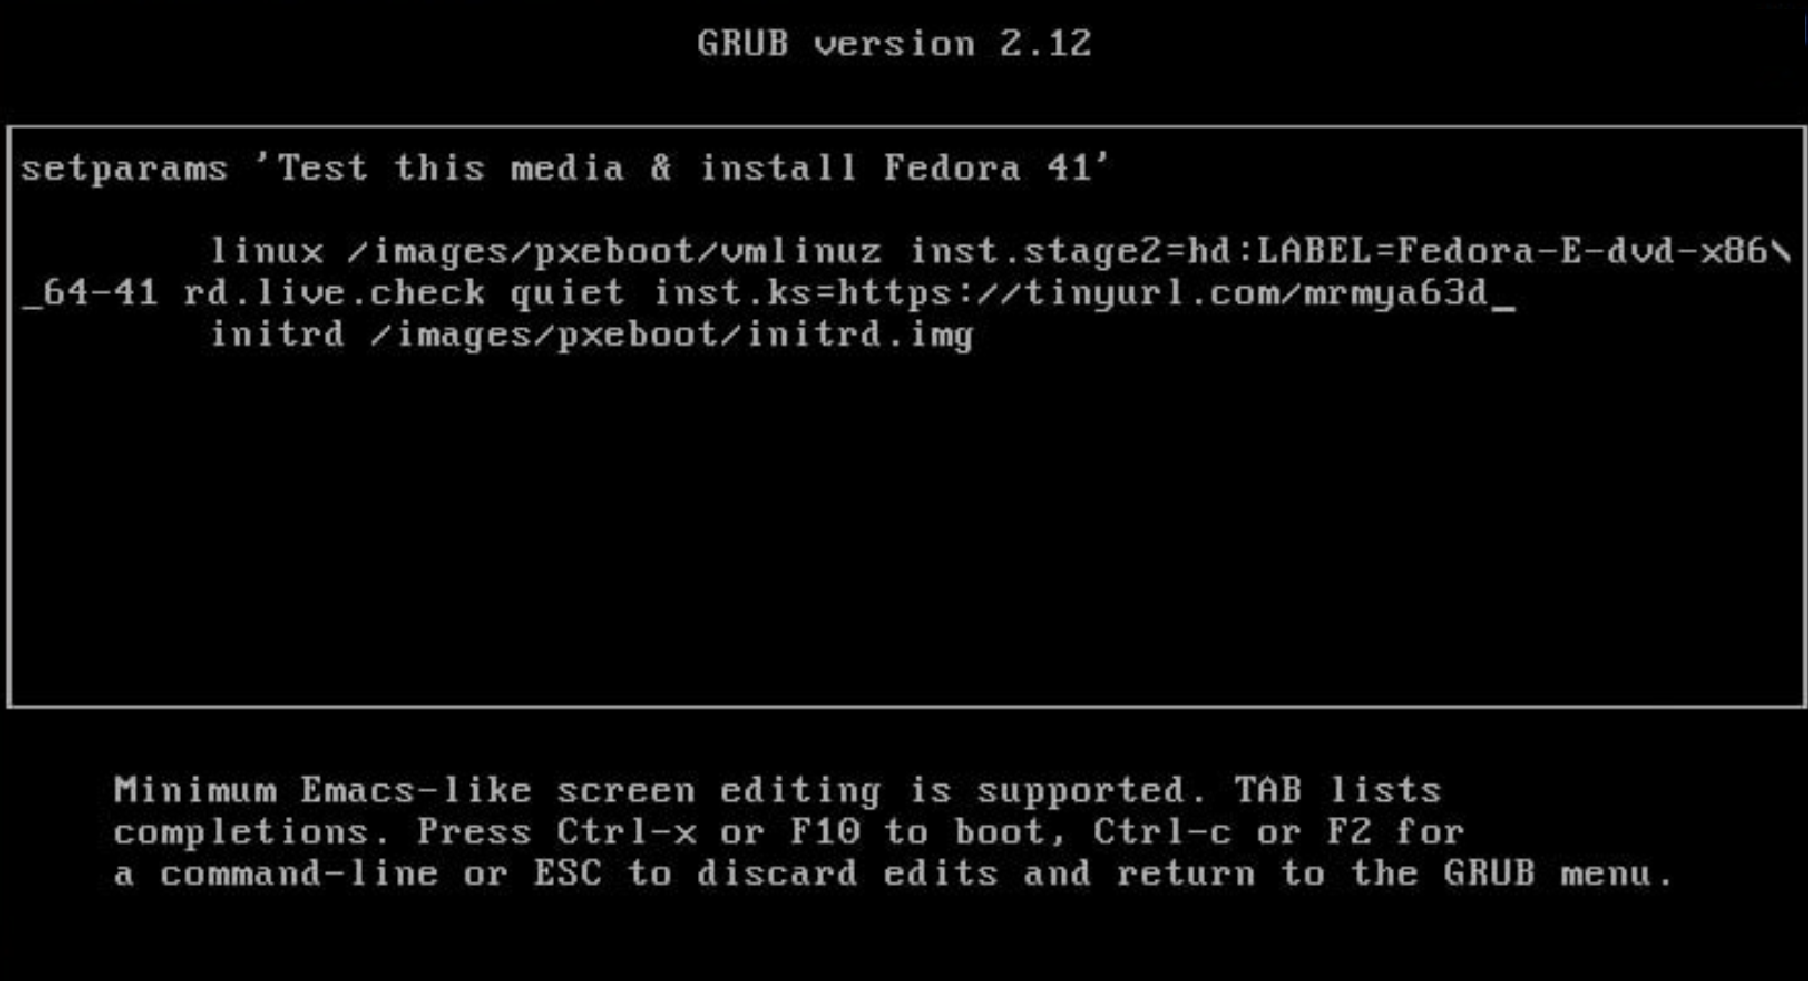 GRUB version 2.12
setparams 'Test this media & install Fedora 41'
linux /images/pxeboot/vmlinuz inst.stage2=hd:LABEL=Fedora-E-dvd-x86\
_64-41 rd.live.check quiet inst.ks=https://tinyurl.com/mrmya63d_
initrd /images/pxeboot/initrd.img
Minimum Emacs-like screen editing is supported. TAB lists
completions. Press Ctrl-x or F10 to boot, Ctrl-c or F2 for
a command-line or ESC to discard edits and return to the GRUB menu.